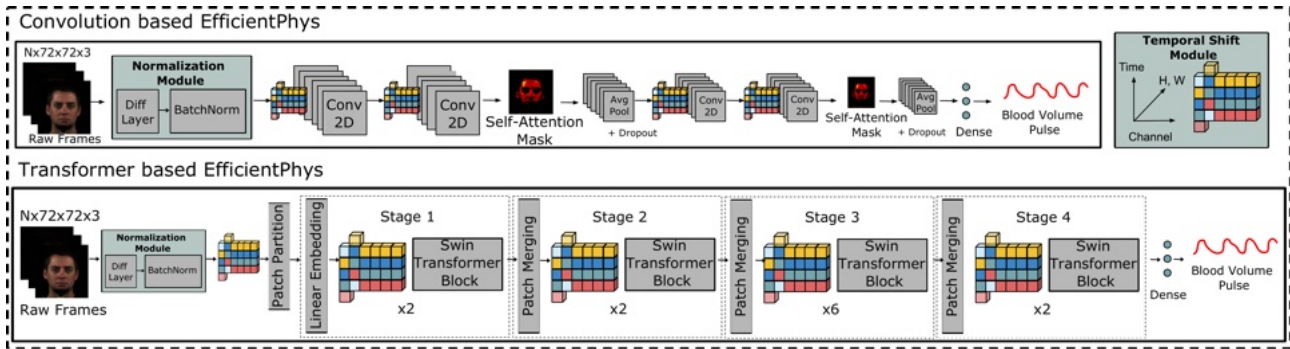 Convolution based EfficientPhys
Nx72x72x3
Raw Frames
Normalization
Module
Diff
Layer
BatchNorm
Conv
2D
Conv
2D
Self-Attention
Mask
Avg
Pool
+ Dropout
Conv
2D
Conv
2D
Self-Attention
Mask
Avg
Pool
+ Dropout
Dense
Blood Volume
Pulse
Temporal Shift
Module
Time
H, W
Channel
Transformer based EfficientPhys
Nx72x72x3
Raw Frames
Normalization
Module
Diff
Layer
BatchNorm
Patch Partition
Linear Embedding
Stage 1
Swin
Transformer
Block
x2
Patch Merging
Stage 2
Swin
Transformer
Block
x2
Patch Merging
Stage 3
Swin
Transformer
Block
x6
Patch Merging
Stage 4
Swin
Transformer
Block
x2
Dense
Blood Volume
Pulse